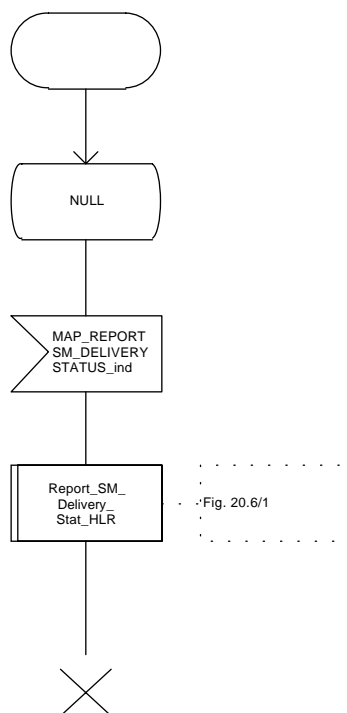 NULL
MAP_REPORT
SM_DELIVERY
STATUS_ind
Report_SM_
Delivery_
Stat_HLR
Fig. 20.6/1